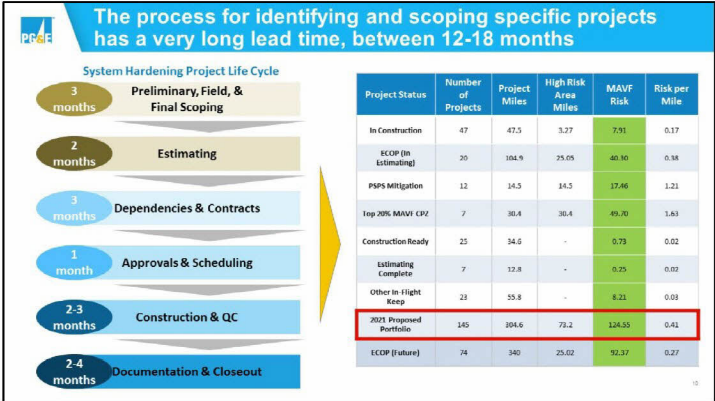 The process for identifying and scoping specific projects
has a very long lead time, between 12-18 months
PG&E
System Hardening Project Life Cycle
3
months
Preliminary, Field, &
Final Scoping
2
months
Estimating
3
months
Dependencies & Contracts
1
month
Approvals & Scheduling
2-3
months
Construction & QC
2-4
months
Documentation & Closeout
Project Status Number of Projects Project Miles High Risk Area Miles MAVF Risk Risk per Mile
In Construction 47 47.5 3.27 7.91 0.17
ECOP (In Estimating) 20 104.9 25.05 40.30 0.38
PSPS Mitigation 12 14.5 14.5 17.46 1.21
Top 20% MAVF CPZ 7 30.4 30.4 49.70 1.63
Construction Ready 25 34.6 - 0.73 0.02
Estimating Complete 7 12.8 - 0.25 0.02
Other In-Flight Keep 23 55.8 - 8.21 0.03
2021 Proposed Portfolio 145 304.6 73.2 124.55 0.41
ECOP (Future) 74 340 25.02 92.37 0.27